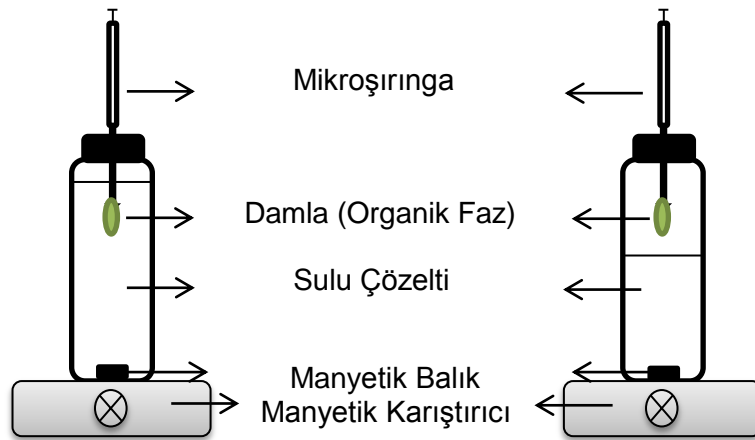 Mikroşırınga
Damla (Organik Faz)
Sulu Çözelti
Manyetik Balık
Manyetik Karıştırıcı